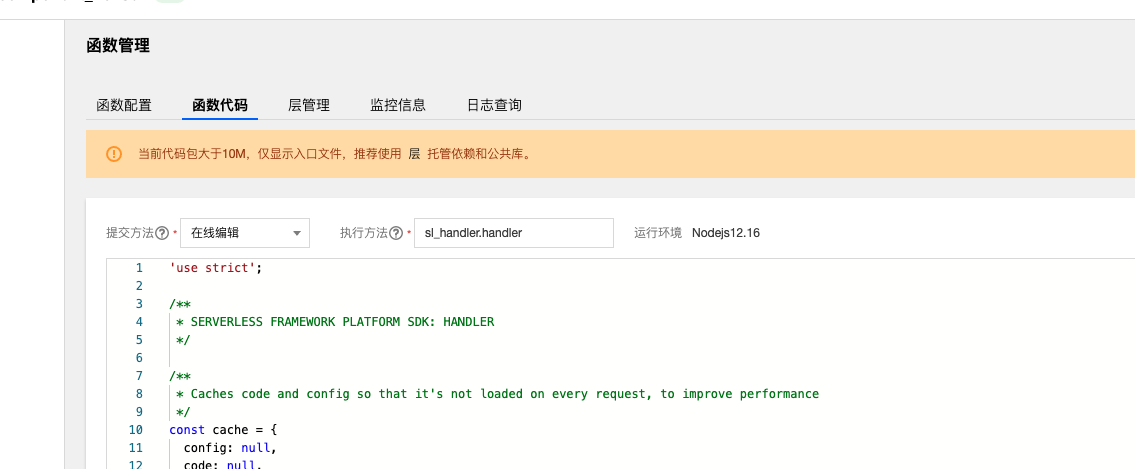 函数管理
函数配置 函数代码 层管理 监控信息 日志查询
当前代码包大于10M，仅显示入口文件，推荐使用 层 托管依赖和公共库。
提交方法 * 在线编辑 执行方法 * sl_handler.handler 运行环境 Nodejs12.16
1 'use strict';
2
3 /**
4 * SERVERLESS FRAMEWORK PLATFORM SDK: HANDLER
5 */
6
7 /**
8 * Caches code and config so that it's not loaded on every request, to improve performance
9 */
10 const cache = {
11 config: null,
12 code: null,